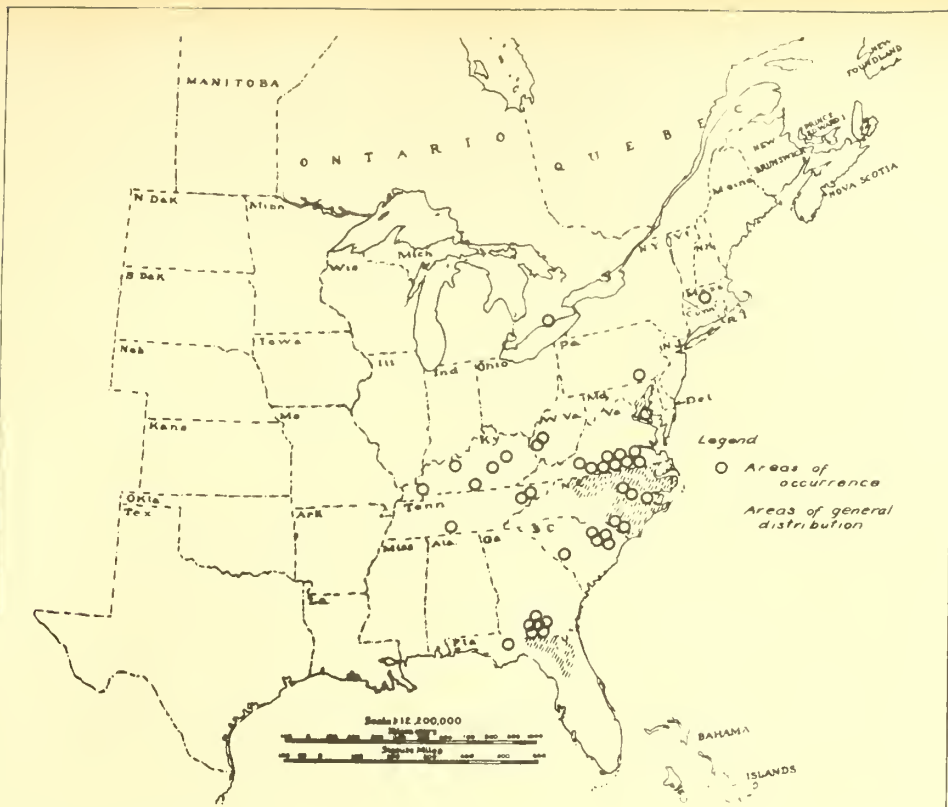 MANITOBA
ONTARIO
QUEBEC
NEW
FOUNDLAND
PRINCE
EDWARD I
NEW
BRUNSWICK
NOVA SCOTIA
Maine
N Dak
Minn
S Dak
Wis
Mich
NY
Vt
NH
Mass
Conn
R I
Neb
Iowa
Ill
Ind
Ohio
Pa
N J
Md
Del
W Va
Va
Kans
Mo
Ky
Legend
Areas of
occurrence
Areas of general
distribution
Okla
Tex
Ark
Tenn
N C
S C
Miss
Ala
Ga
La
Fla
Scale 1:12,200,000
Kilometers
Statute Miles
BAHAMA
ISLANDS